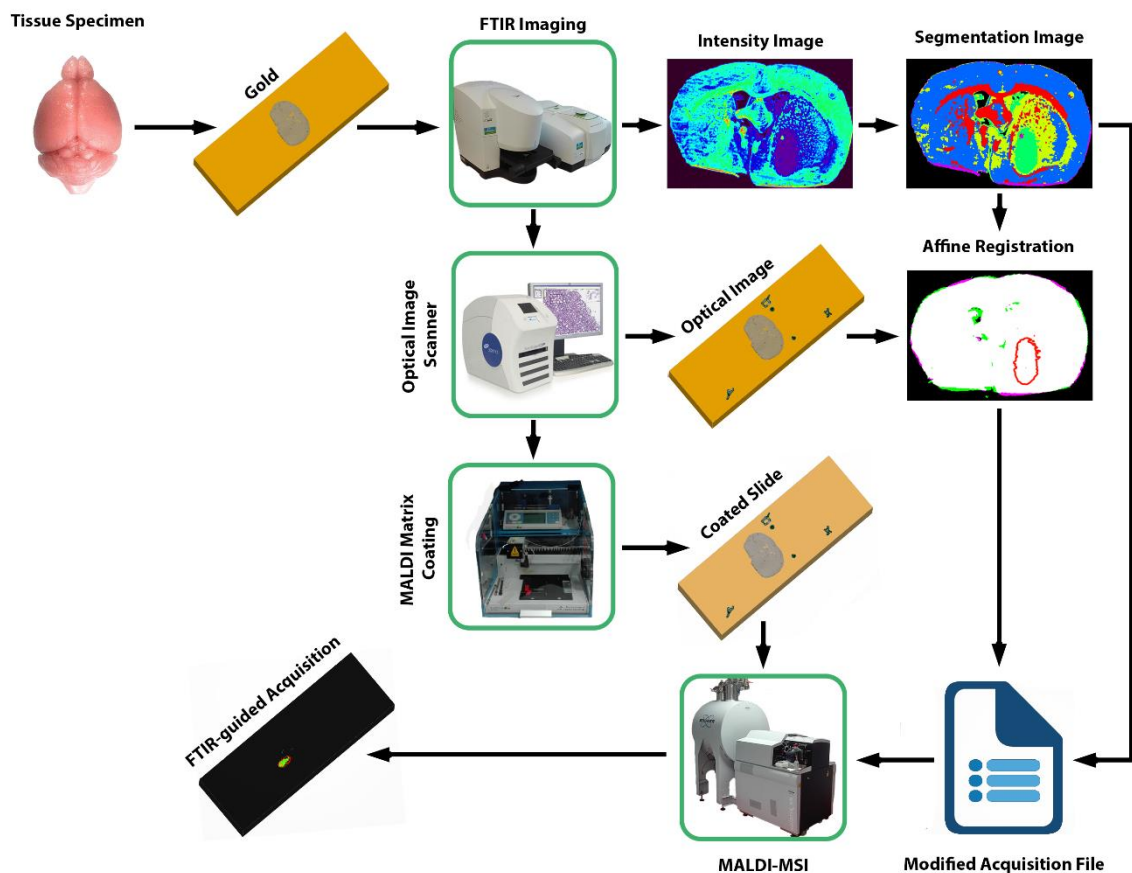 Tissue Specimen
Gold
FTIR Imaging
Intensity Image
Segmentation Image
Optical Image
Scanner
Optical Image
Affine Registration
MALDI Matrix
Coating
Coated Slide
FTIR-guided Acquisition
MALDI-MSI
Modified Acquisition File